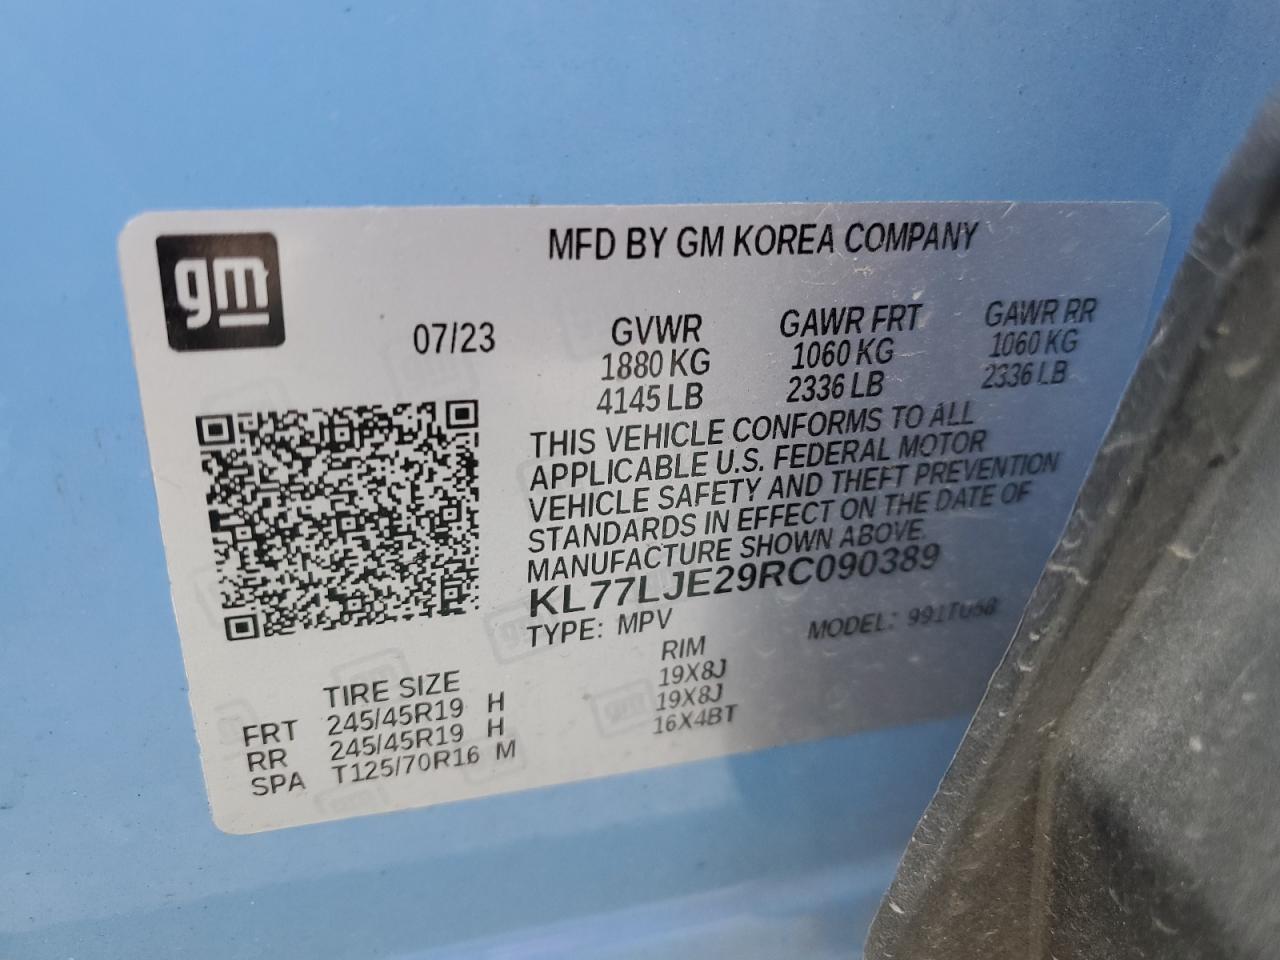 gm
MFD BY GM KOREA COMPANY
07/23
GVWR GAWR FRT GAWR RR
1880 KG 1060 KG 1060 KG
4145 LB 2336 LB 2336 LB
THIS VEHICLE CONFORMS TO ALL
APPLICABLE U.S. FEDERAL MOTOR
VEHICLE SAFETY AND THEFT PREVENTION
STANDARDS IN EFFECT ON THE DATE OF
MANUFACTURE SHOWN ABOVE.
KL77LJE29RC090389
TYPE: MPV MODEL:
TIRE SIZE RIM
FRT 245/45R19 H 19X8J
RR 245/45R19 H 19X8J
SPA T125/70R16 M 16X4BT